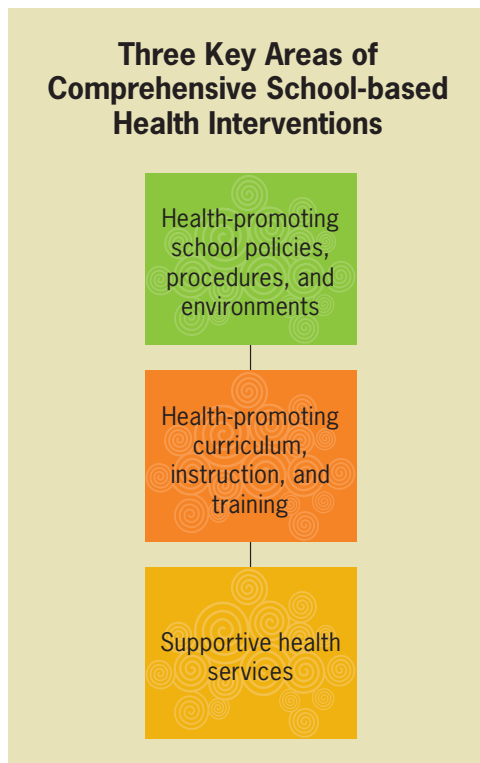 Three Key Areas of
Comprehensive School-based
Health Interventions
Health-promoting
school policies,
procedures, and
environments
Health-promoting
curriculum,
instruction, and
training
Supportive health
services